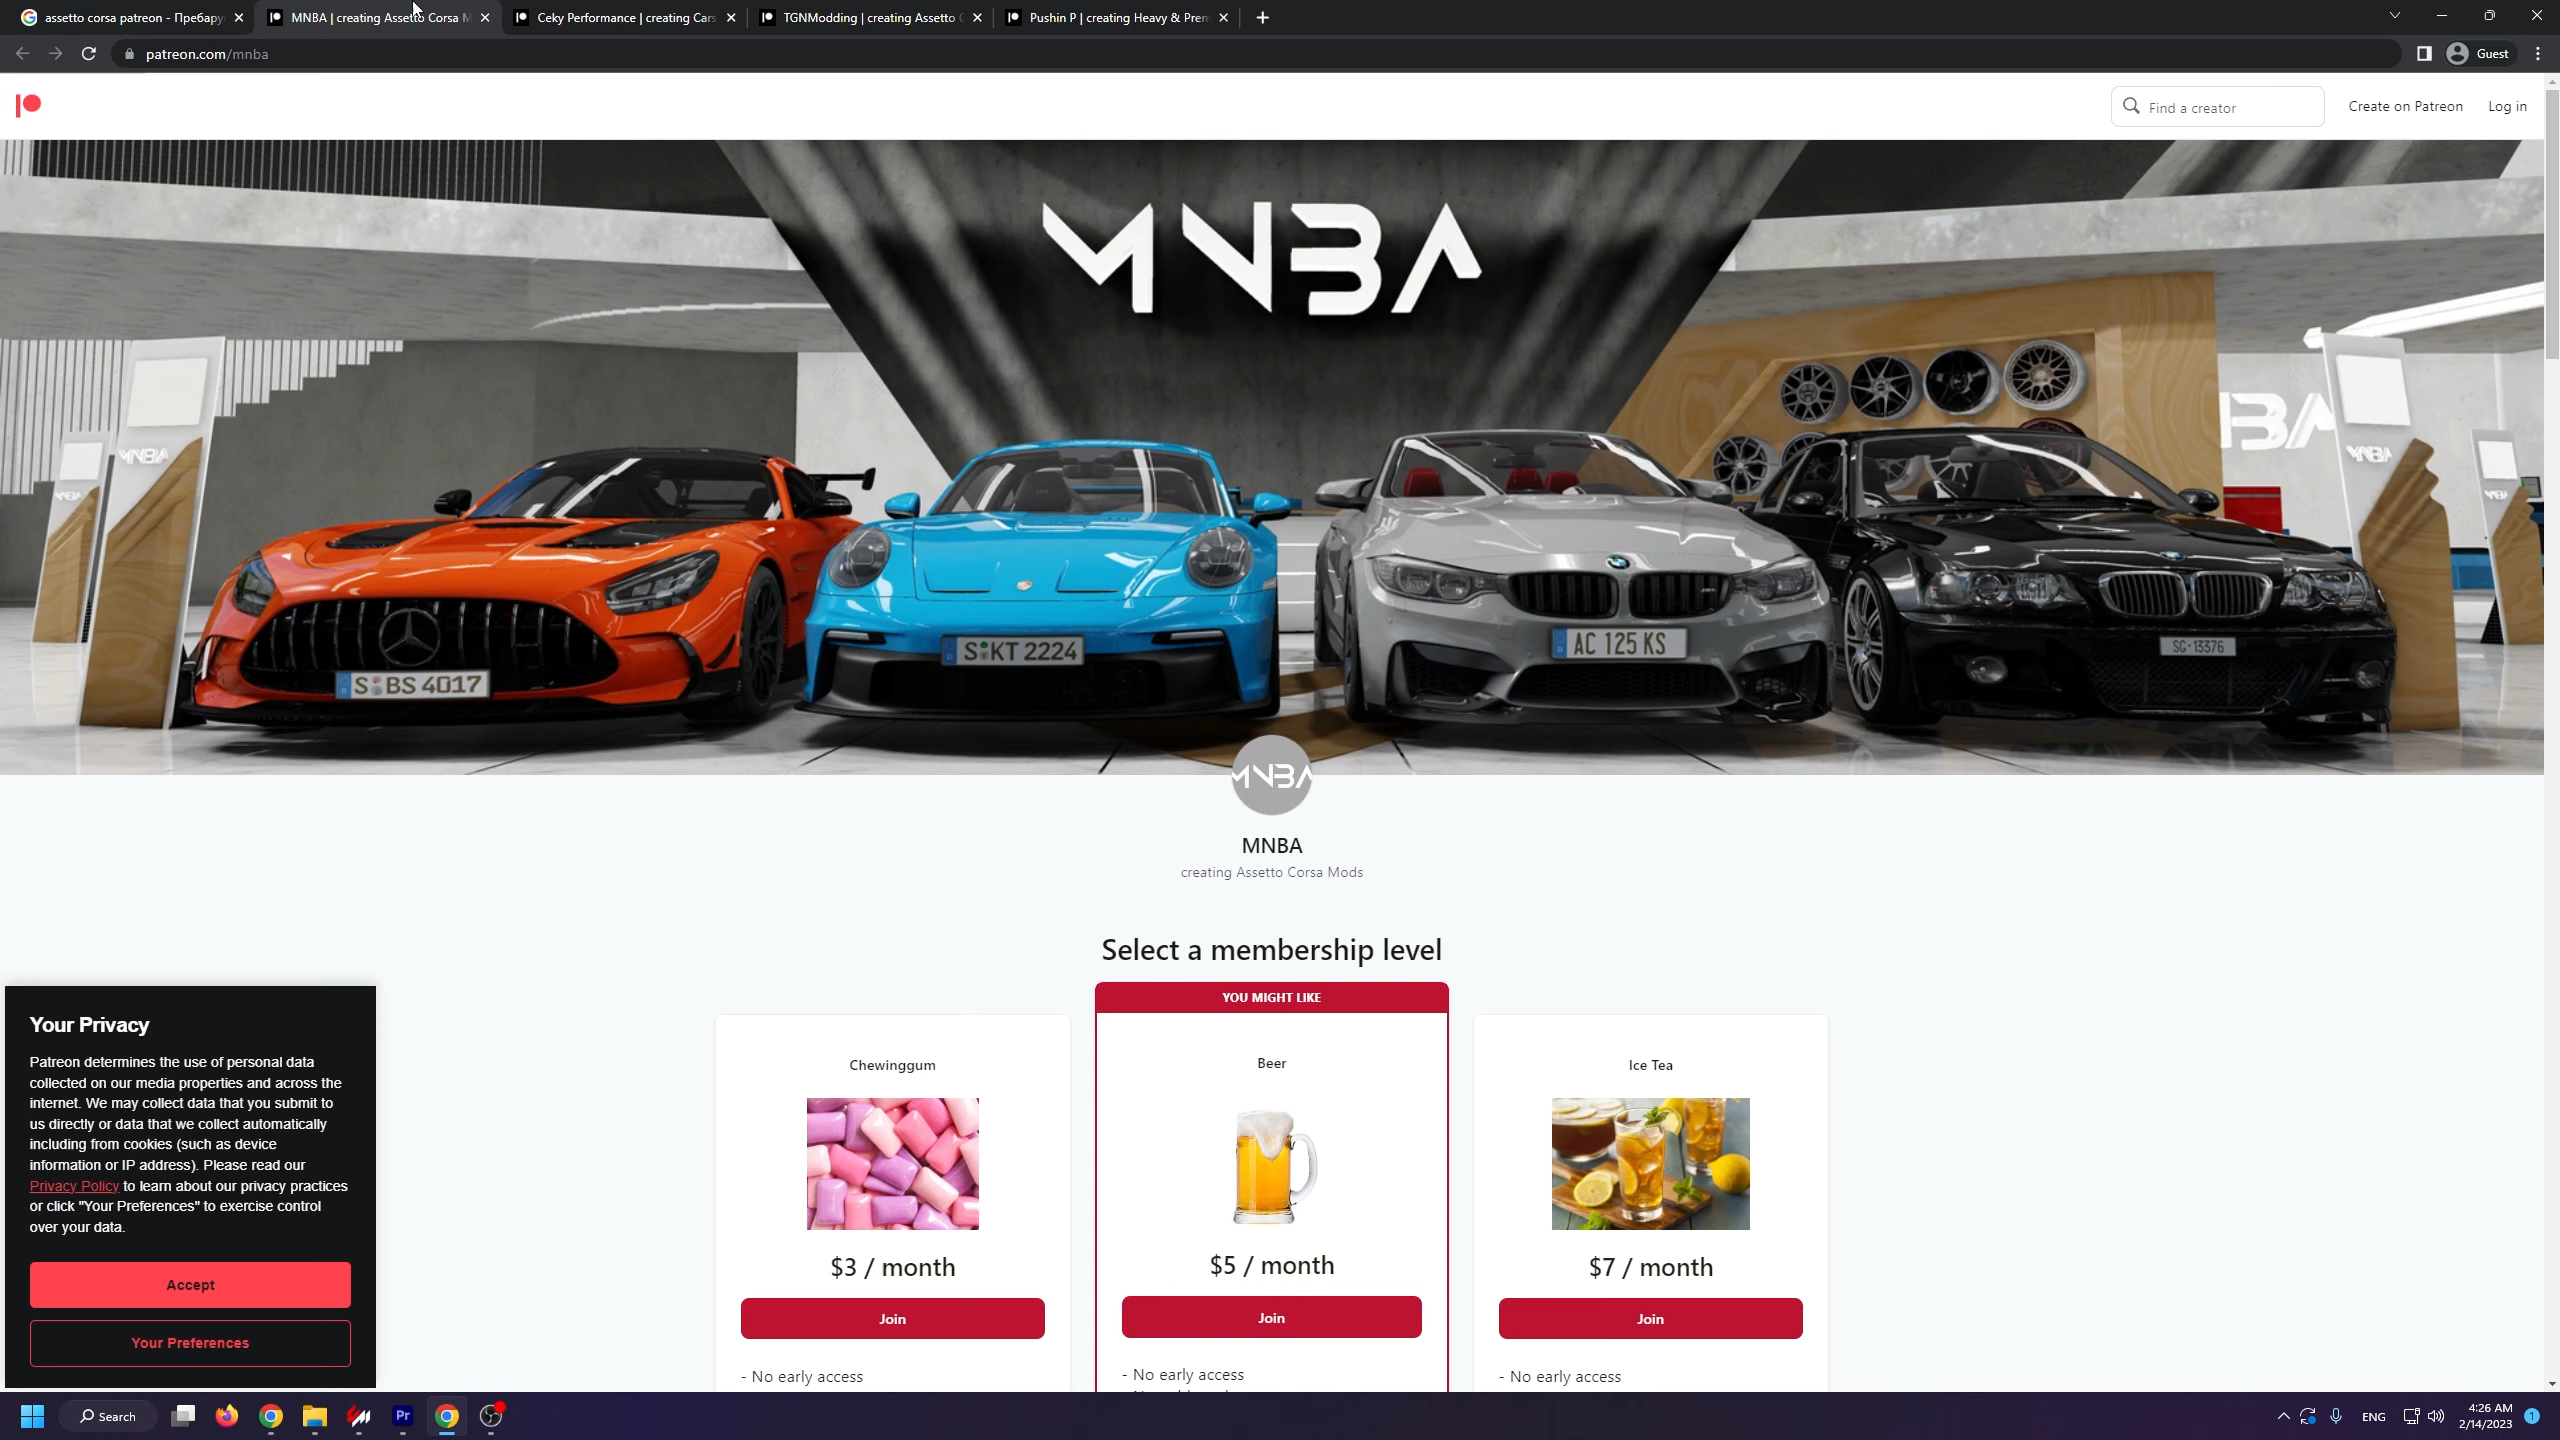 assetto corsa patreon - Пребару
MNBA | creating Assetto Corsa M
Ceky Performance | creating Cars
TGNModding | creating Assetto C
Pushin P | creating Heavy & Prem
patreon.com/mnba
Guest
Find a creator
Create on Patreon
Log in
MNBA
MNBA
MNBA
BA
MNBA
MNBA
S BS 4017
S KT 2224
AC 125 KS
SG·13376
MNBA
MNBA
creating Assetto Corsa Mods
Select a membership level
YOU MIGHT LIKE
Chewinggum
Beer
Ice Tea
$3 / month
$5 / month
$7 / month
Join
Join
Join
- No early access
- No early access
- No early access
Your Privacy
Patreon determines the use of personal data
collected on our media properties and across the
internet. We may collect data that you submit to
us directly or data that we collect automatically
including from cookies (such as device
information or IP address). Please read our
Privacy Policy to learn about our privacy practices
or click "Your Preferences" to exercise control
over your data.
Accept
Your Preferences
Search
Pr
ENG
4:26 AM
2/14/2023
1